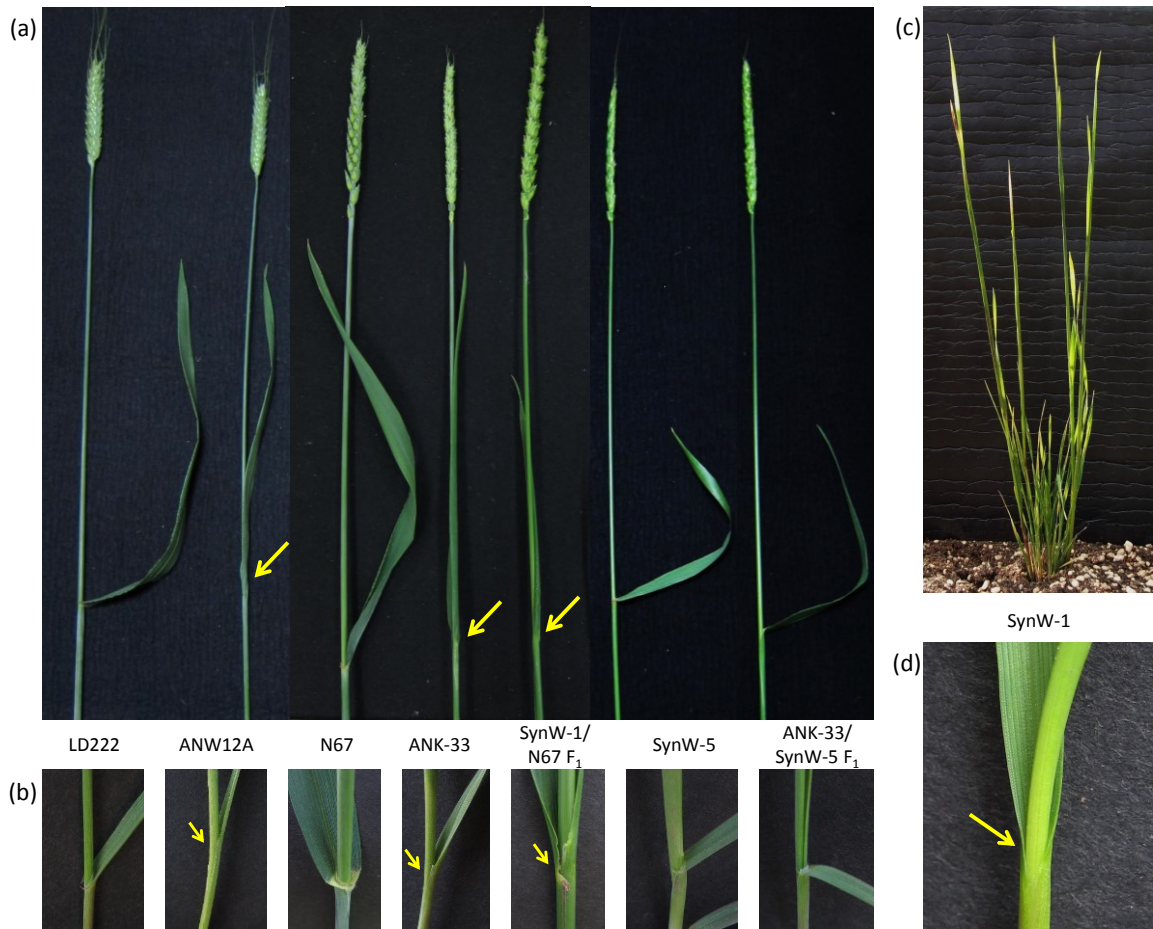 (a)
(c)
SynW-1
(d)
LD222
ANW12A
N67
ANK-33
SynW-1/
N67 F₁
SynW-5
ANK-33/
SynW-5 F₁
(b)